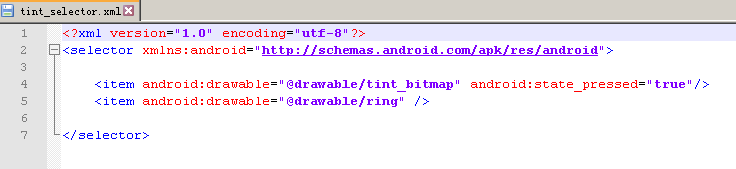 tint_selector.xml
1 <?xml version="1.0" encoding="utf-8"?>
2 <selector xmlns:android="http://schemas.android.com/apk/res/android">
3
4 <item android:drawable="@drawable/tint_bitmap" android:state_pressed="true"/>
5 <item android:drawable="@drawable/ring" />
6
7 </selector>